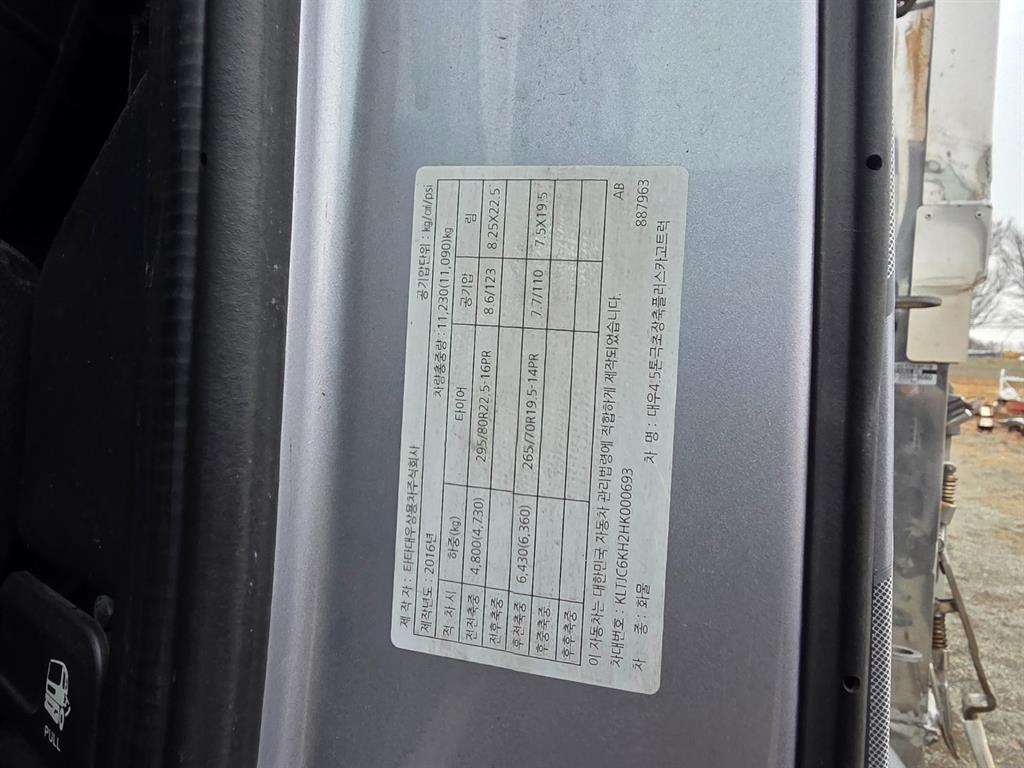 제 작 자 : 타타대우상용차주식회사 공기압단위 : kg/㎠/psi
제작년도 : 2016년 차량총중량 : 11,230(11,090)kg
적 차 시 하중(kg) 타이어 공기압 림
전전축중 4,800(4,730) 295/80R22.5-16PR 8.6/123 8.25X22.5
전후축중
후전축중 6,430(6,360) 265/70R19.5-14PR 7.7/110 7.5X19.5
후중축중
후후축중
이 자동차는 대한민국 자동차 관리법령에 적합하게 제작되었습니다. AB
차대번호 : KLTJC6KH2HK000693 887963
차 종 : 화물 차 명 : 대우4.5톤극초장축플러스카고트럭
PULL